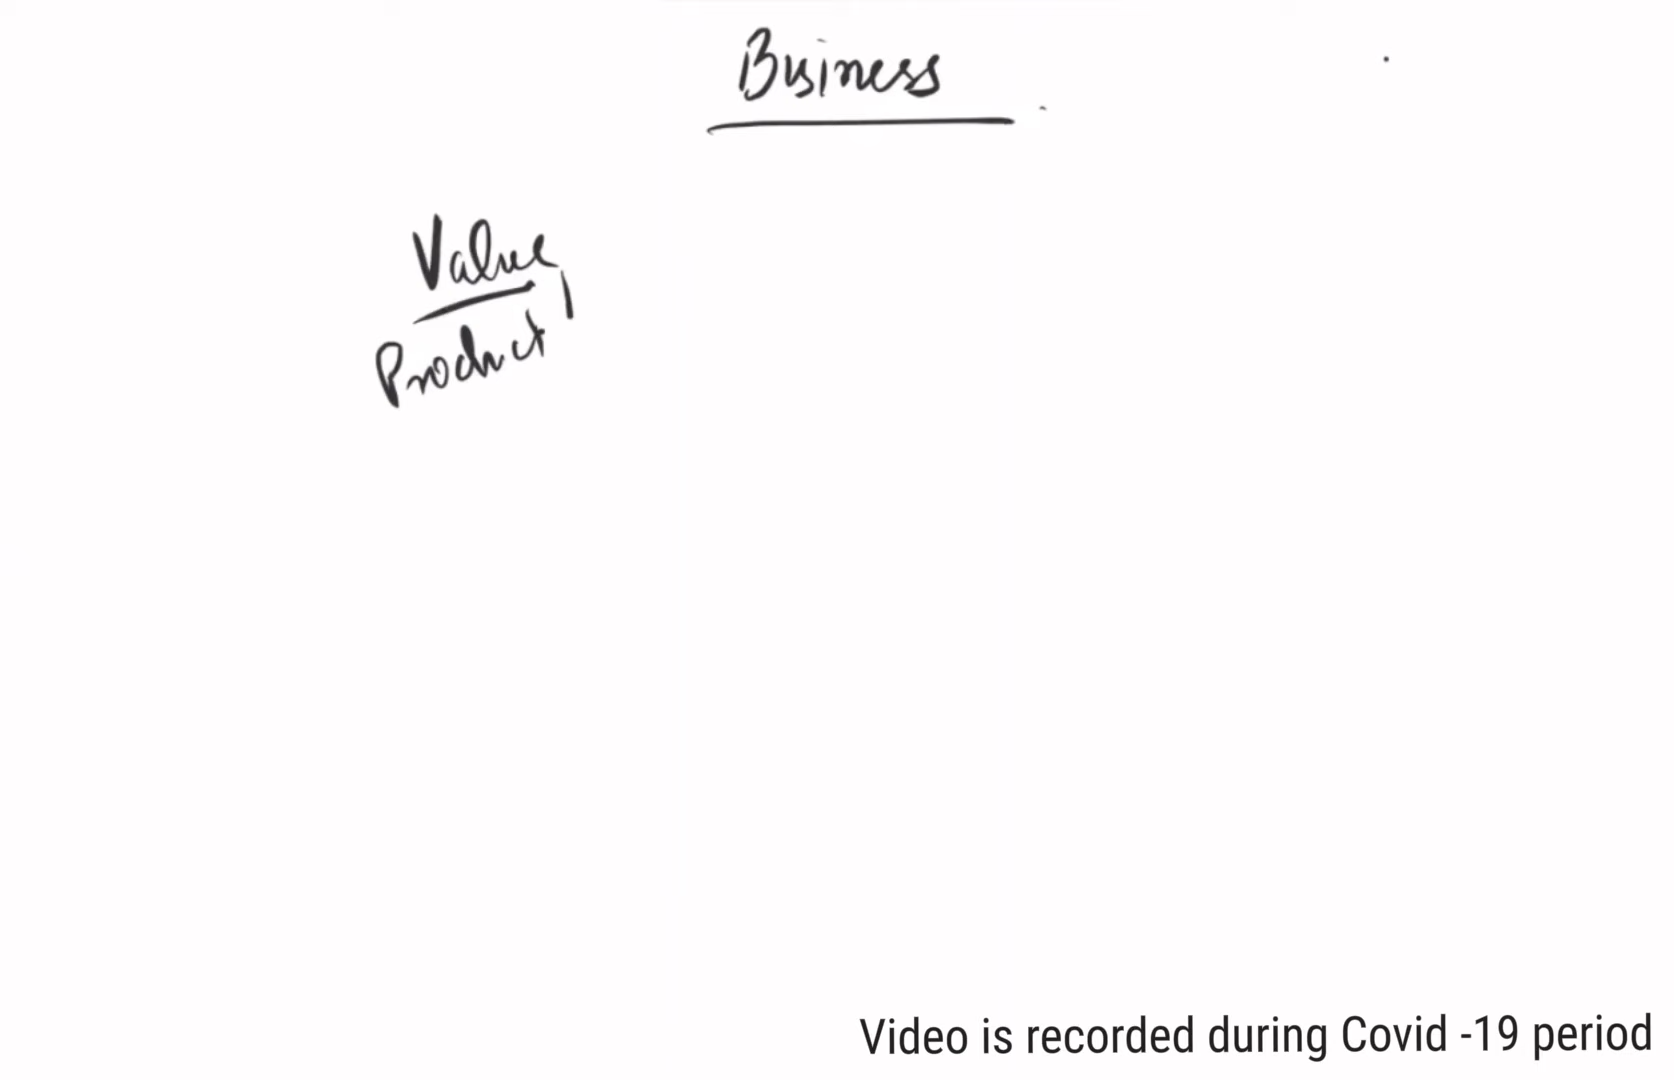 Business
Value
Product
Video is recorded during Covid -19 period